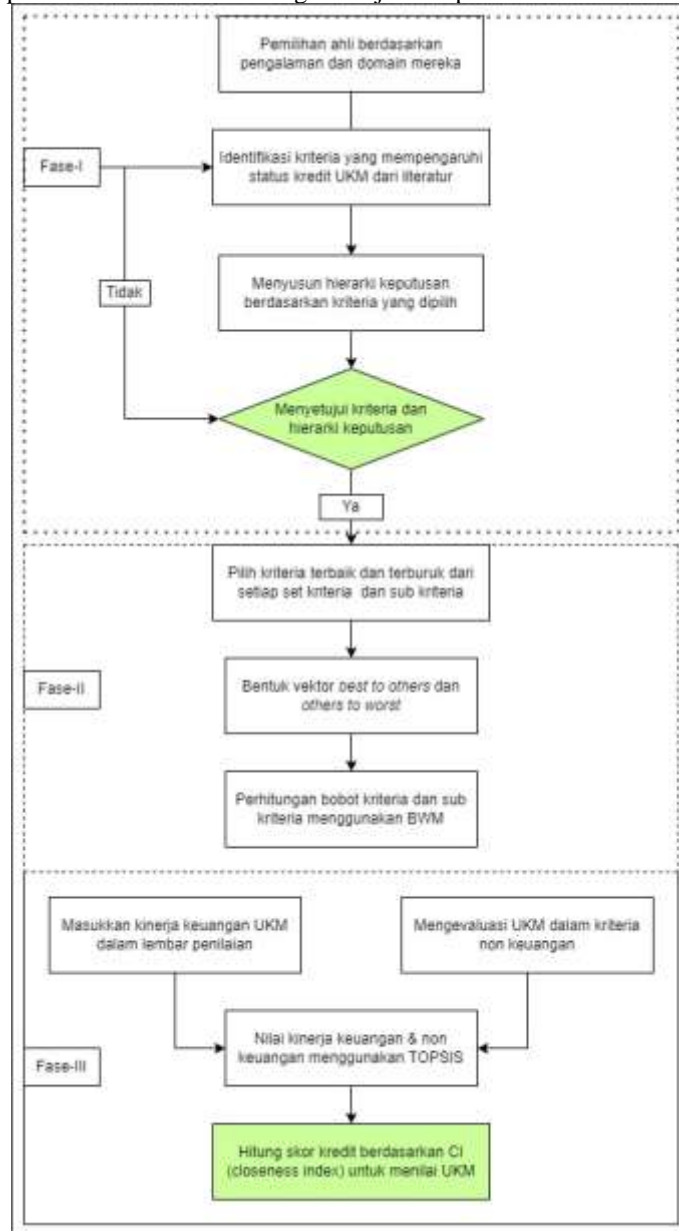 Pemilihan ahli berdasarkan
pengalaman dan domain mereka
Fase-I
Identifikasi kriteria yang mempengaruhi
status kredit UKM dari literatur
Tidak
Menyusun hierarki keputusan
berdasarkan kriteria yang dipilih
Menyetujui kriteria dan
hierarki keputusan
Ya
Pilih kriteria terbaik dan terburuk dari
setiap set kriteria dan sub kriteria
Fase-II
Bentuk vektor best to others dan
others to worst
Perhitungan bobot kriteria dan sub
kriteria menggunakan BWM
Masukkan kinerja keuangan UKM
dalam lembar penilaian
Mengevaluasi UKM dalam kriteria
non keuangan
Fase-III
Nilai kinerja keuangan & non
keuangan menggunakan TOPSIS
Hitung skor kredit berdasarkan CI
(closeness index) untuk menilai UKM